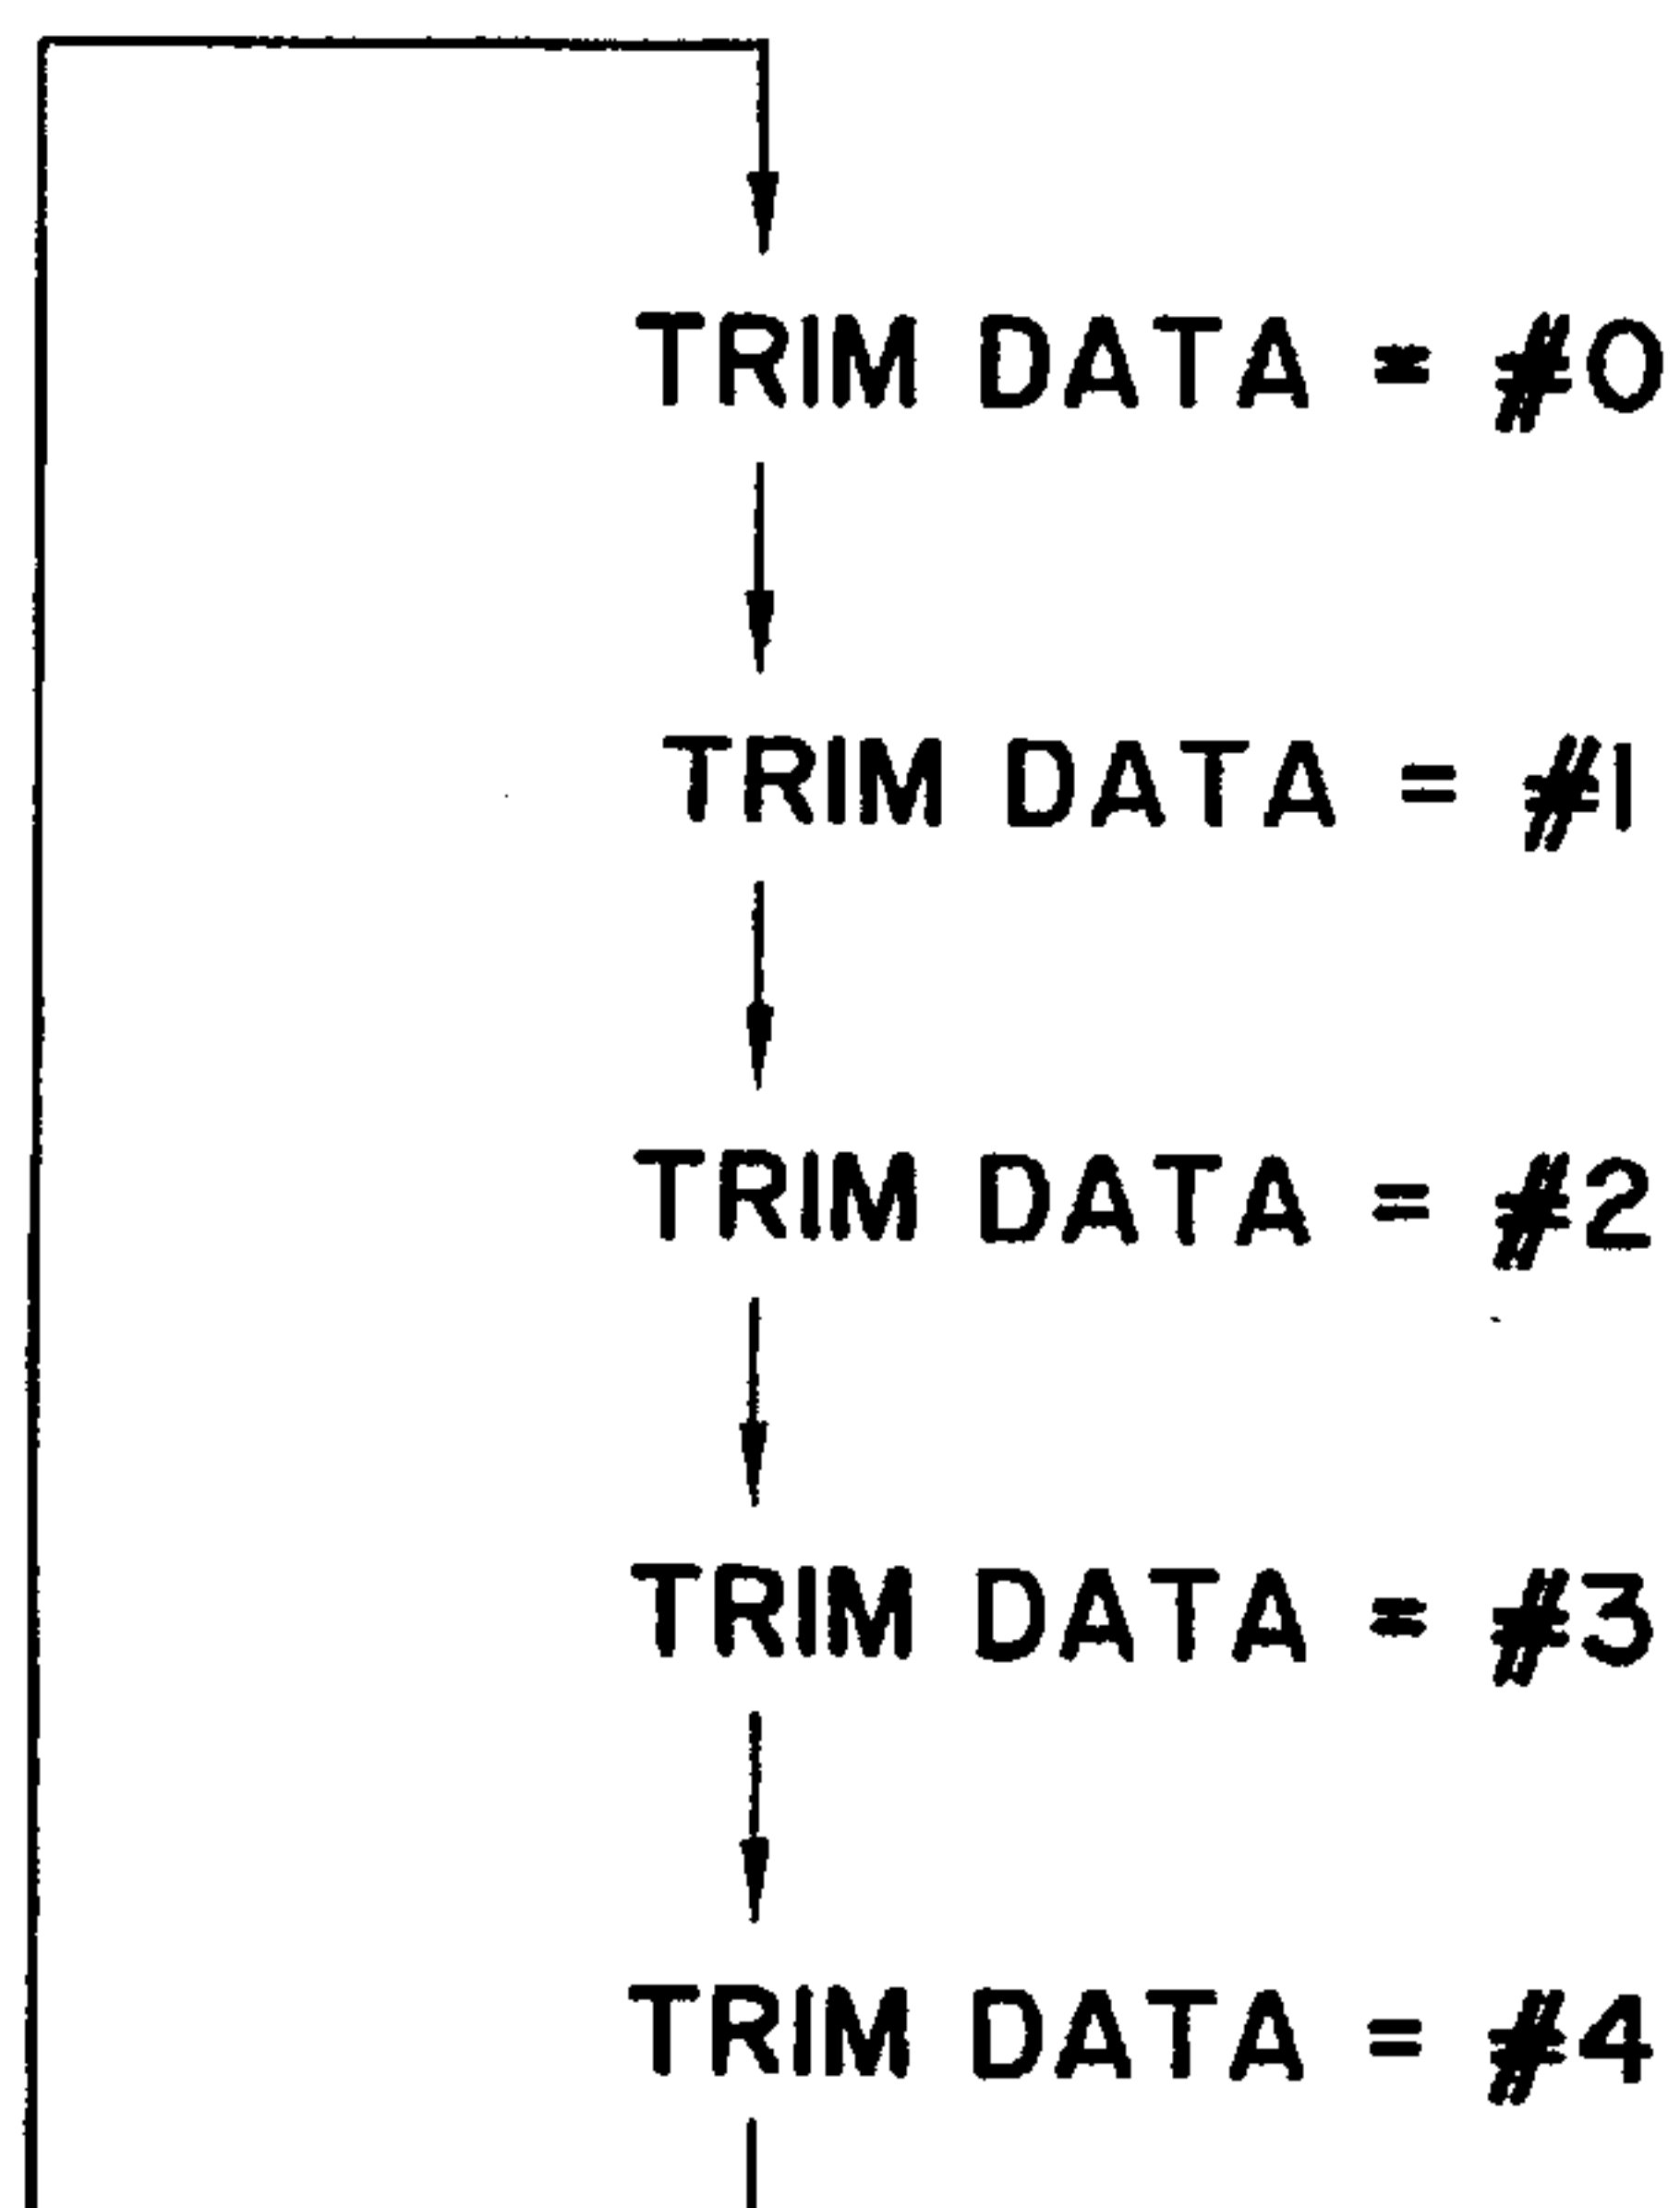 TRIM DATA = #0
TRIM DATA = #1
TRIM DATA = #2
TRIM DATA = #3
TRIM DATA = #4